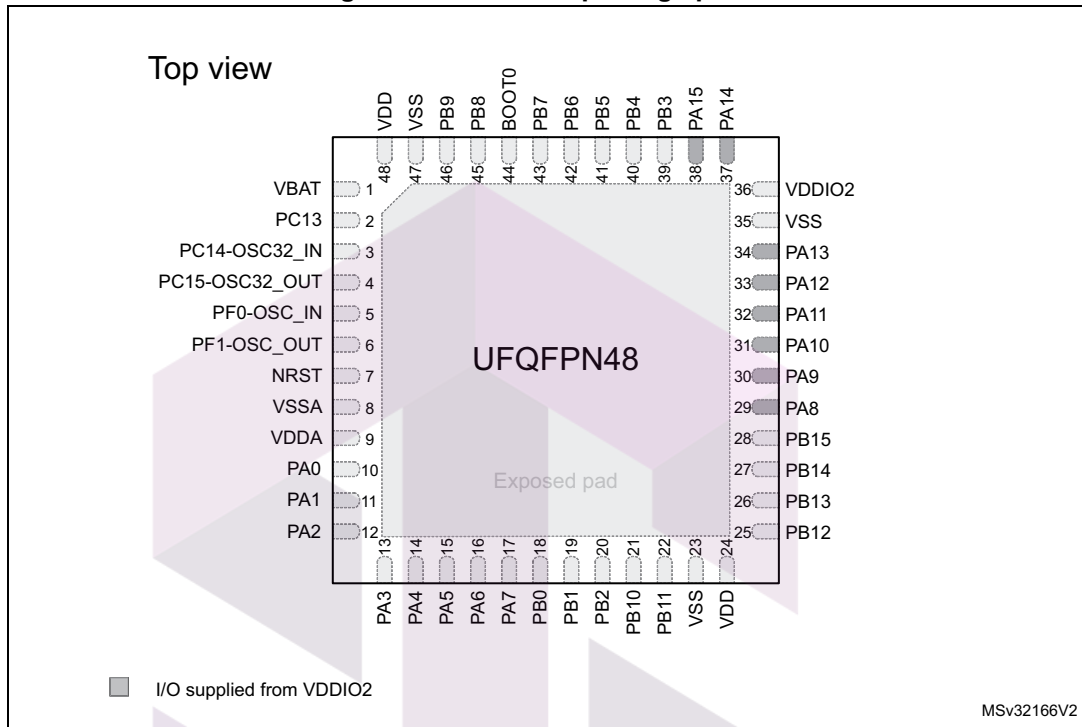 Top view
VDD
VSS
PB9
PB8
BOOT0
PB7
PB6
PB5
PB4
PB3
PA15
PA14
48
47
46
45
44
43
42
41
40
39
38
37
VBAT 1
PC13 2
PC14-OSC32_IN 3
PC15-OSC32_OUT 4
PF0-OSC_IN 5
PF1-OSC_OUT 6
NRST 7
VSSA 8
VDDA 9
PA0 10
PA1 11
PA2 12
UFQFPN48
Exposed pad
36 VDDIO2
35 VSS
34 PA13
33 PA12
32 PA11
31 PA10
30 PA9
29 PA8
28 PB15
27 PB14
26 PB13
25 PB12
13
14
15
16
17
18
19
20
21
22
23
24
PA3
PA4
PA5
PA6
PA7
PB0
PB1
PB2
PB10
PB11
VSS
VDD
I/O supplied from VDDIO2
MSv32166V2